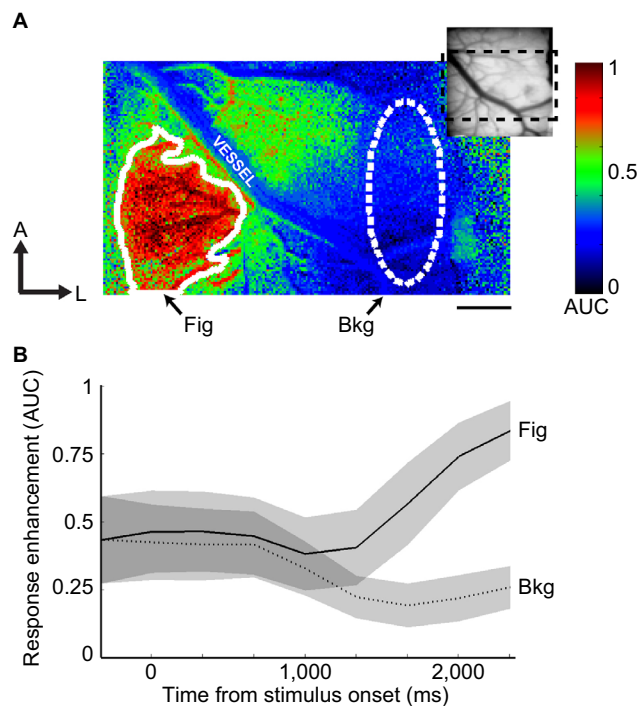 A
VESSEL
1
0.5
0
AUC
A
L
Fig
Bkg
B
Response enhancement (AUC)
1
0.75
0.5
0.25
0
Fig
Bkg
0
1,000
2,000
Time from stimulus onset (ms)